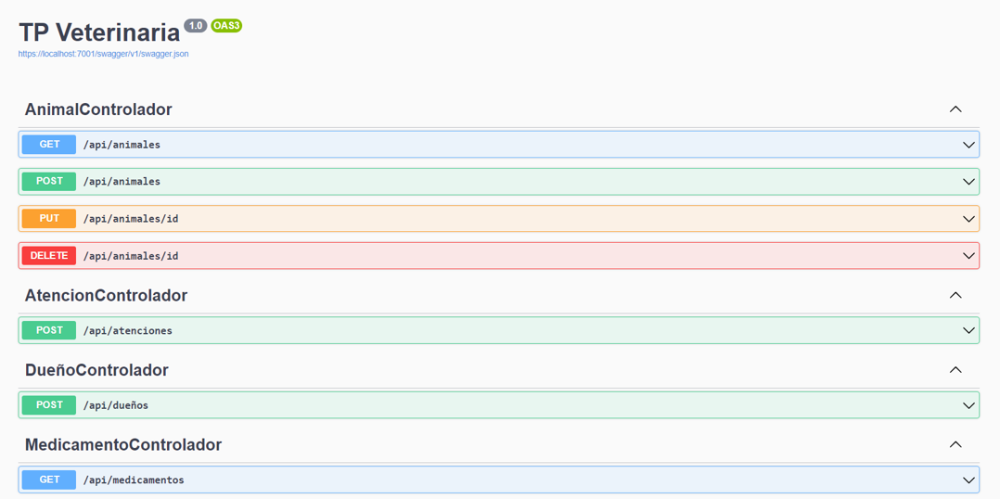 TP Veterinaria 1.0 OAS3
https://localhost:7001/swagger/v1/swagger.json
AnimalControlador
GET /api/animales
POST /api/animales
PUT /api/animales/id
DELETE /api/animales/id
AtencionControlador
POST /api/atenciones
DueñoControlador
POST /api/dueños
MedicamentoControlador
GET /api/medicamentos